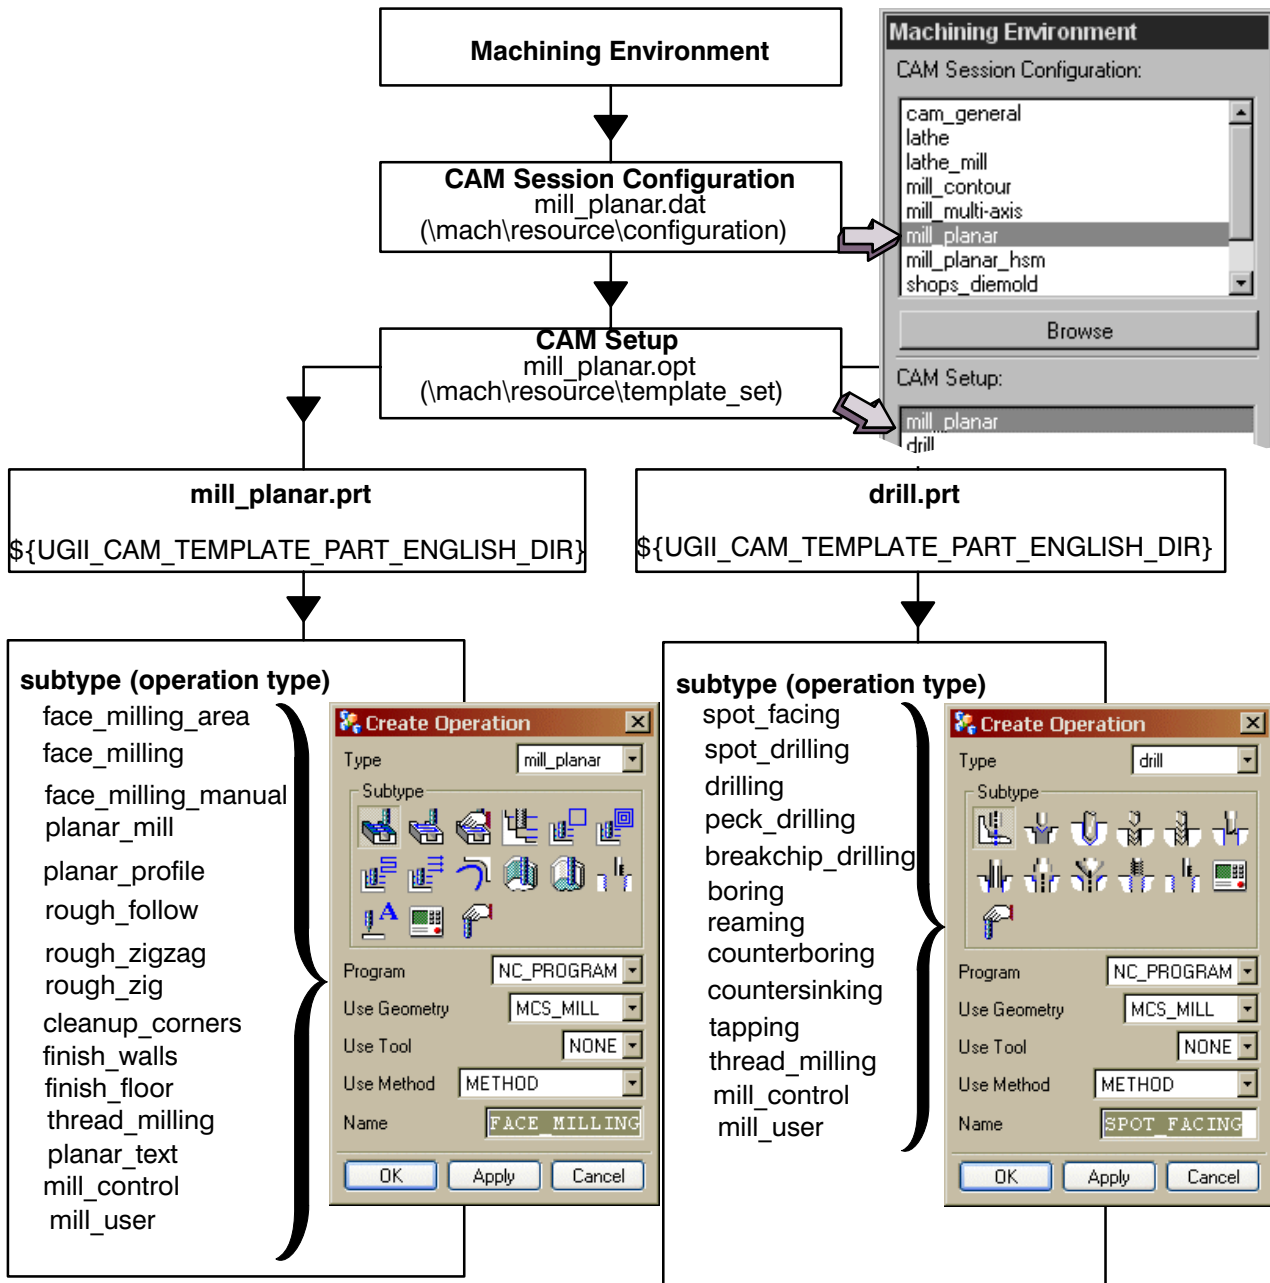 Machining Environment
CAM Session Configuration
mill_planar.dat
(\mach\resource\configuration)
CAM Setup
mill_planar.opt
(\mach\resource\template_set)
Machining Environment
CAM Session Configuration:
cam_general
lathe
lathe_mill
mill_contour
mill_multi-axis
mill_planar
mill_planar_hsm
shops_diemold
Browse
CAM Setup:
mill_planar
drill
mill_planar.prt
${UGII_CAM_TEMPLATE_PART_ENGLISH_DIR}
drill.prt
${UGII_CAM_TEMPLATE_PART_ENGLISH_DIR}
subtype (operation type)
face_milling_area
face_milling
face_milling_manual
planar_mill
planar_profile
rough_follow
rough_zigzag
rough_zig
cleanup_corners
finish_walls
finish_floor
thread_milling
planar_text
mill_control
mill_user
Create Operation
Type mill_planar
Subtype
A
Program NC_PROGRAM
Use Geometry MCS_MILL
Use Tool NONE
Use Method METHOD
Name FACE_MILLING
OK Apply Cancel
subtype (operation type)
spot_facing
spot_drilling
drilling
peck_drilling
breakchip_drilling
boring
reaming
counterboring
countersinking
tapping
thread_milling
mill_control
mill_user
Create Operation
Type drill
Subtype
Program NC_PROGRAM
Use Geometry MCS_MILL
Use Tool NONE
Use Method METHOD
Name SPOT_FACING
OK Apply Cancel